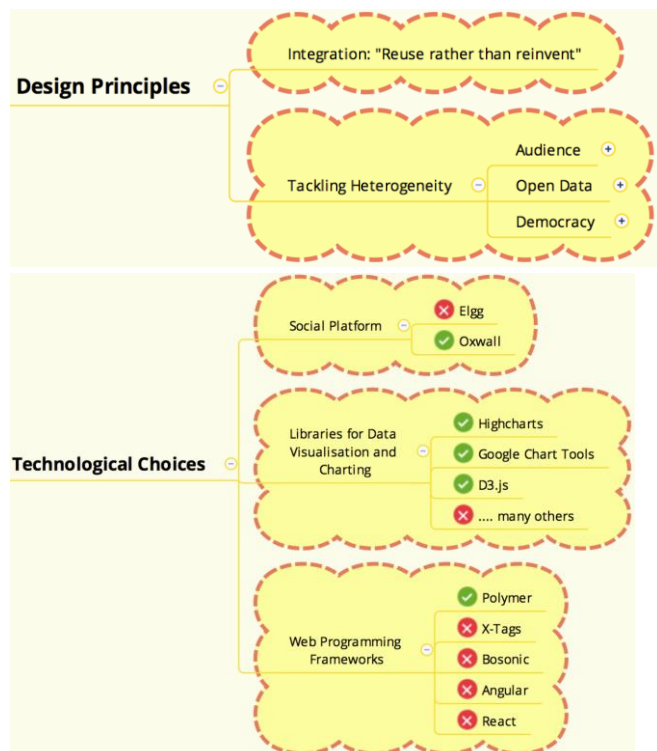 Design Principles
Integration: "Reuse rather than reinvent"
Tackling Heterogeneity
Audience
Open Data
Democracy
Technological Choices
Social Platform
Elgg
Oxwall
Libraries for Data
Visualisation and
Charting
Highcharts
Google Chart Tools
D3.js
.... many others
Web Programming
Frameworks
Polymer
X-Tags
Bosonic
Angular
React